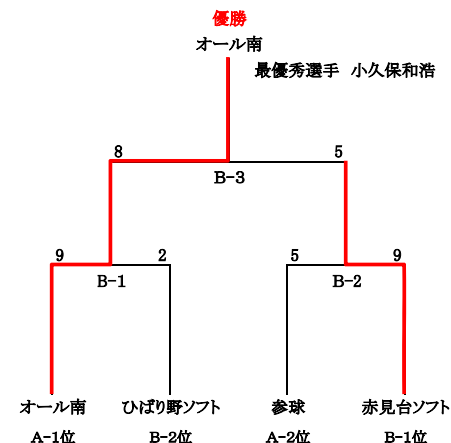 優勝
オール南
最優秀選手 小久保和浩
8 5
B-3
9 2 5 9
B-1 B-2
オール南 ひばり野ソフト 参球 赤見台ソフト
A-1位 B-2位 A-2位 B-1位